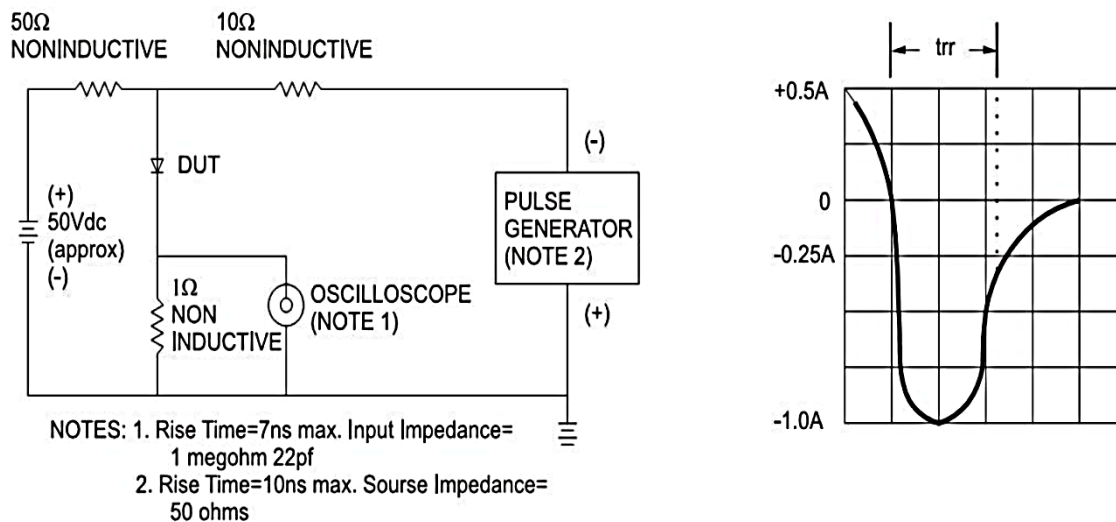 50Ω
NONINDUCTIVE
10Ω
NONINDUCTIVE
DUT
(+)
50Vdc
(approx)
(-)
1Ω
NON
INDUCTIVE
OSCILLOSCOPE
(NOTE 1)
(-)
PULSE
GENERATOR
(NOTE 2)
(+)
NOTES: 1. Rise Time=7ns max. Input Impedance=
1 megohm 22pf
2. Rise Time=10ns max. Sourse Impedance=
50 ohms
trr
+0.5A
0
-0.25A
-1.0A